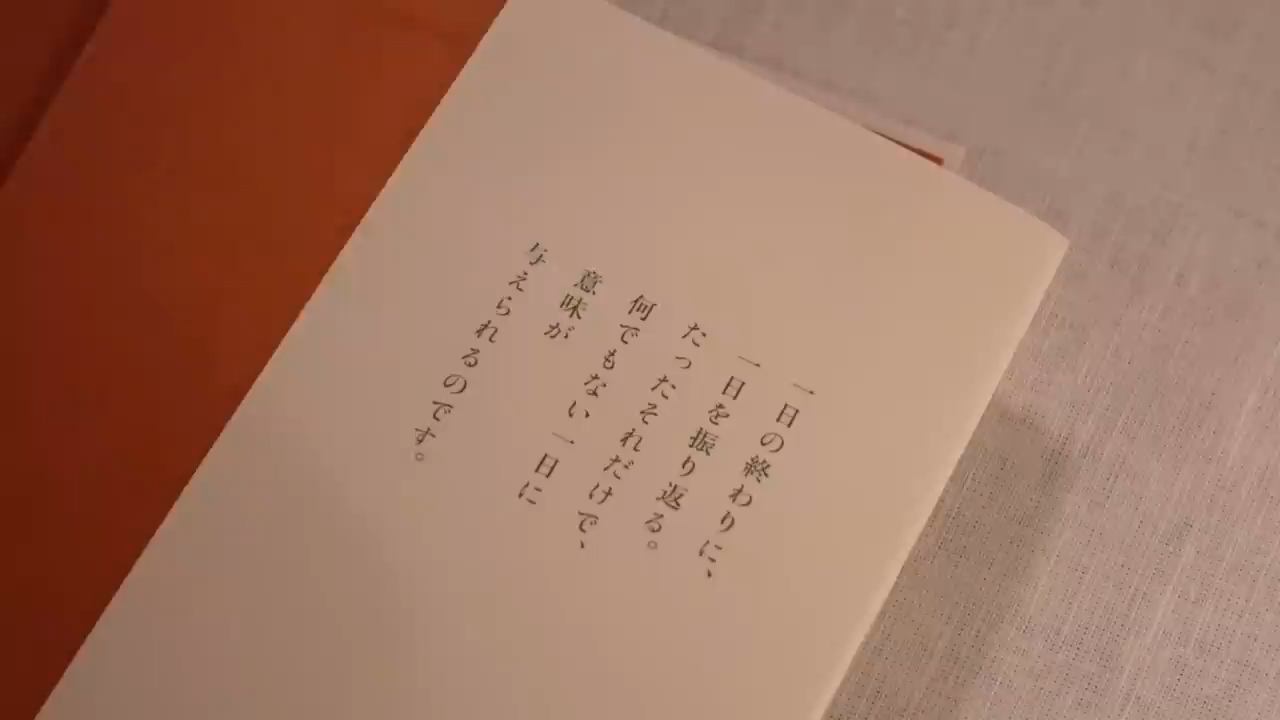 一日の終わりに、
一日を振り返る。
たったそれだけで、
何でもない一日に
意味が
与えられるのです。